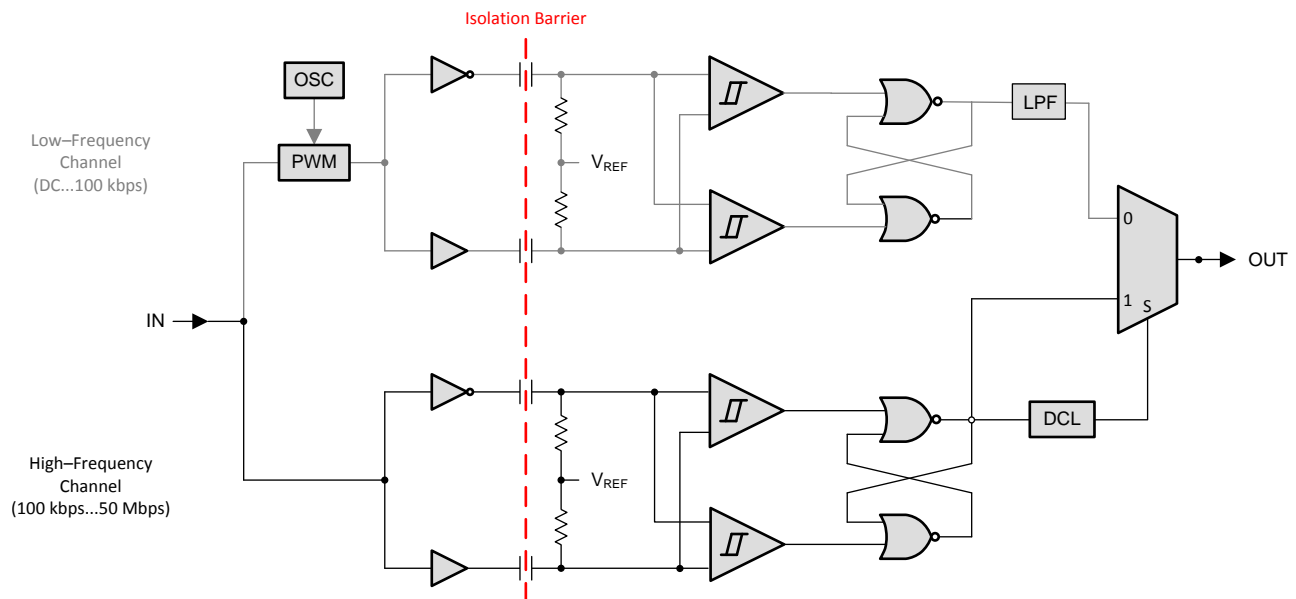 Isolation Barrier
OSC
PWM
Low–Frequency
Channel
(DC...100 kbps)
VREF
LPF
0
1
S
OUT
IN
High–Frequency
Channel
(100 kbps...50 Mbps)
VREF
DCL